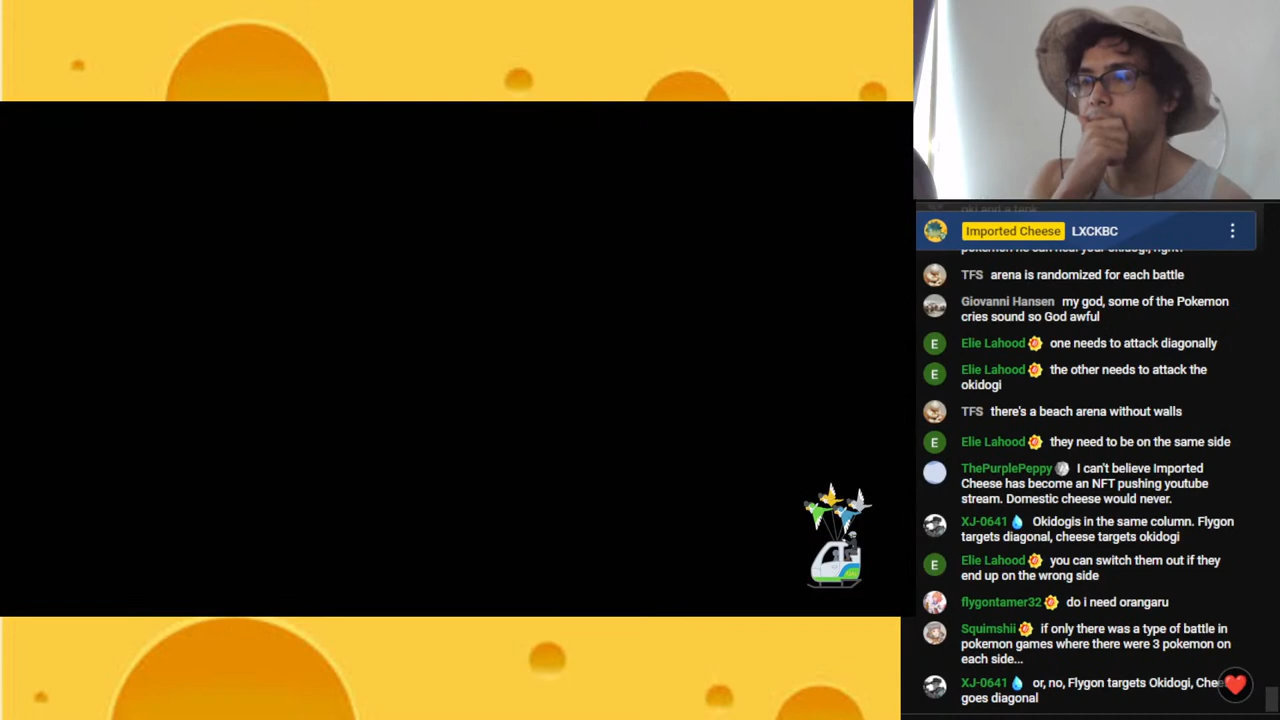 Imported Cheese LXCKBC
TFS arena is randomized for each battle
Giovanni Hansen my god, some of the Pokemon
cries sound so God awful
Elie Lahood one needs to attack diagonally
Elie Lahood the other needs to attack the
okidogi
TFS there's a beach arena without walls
Elie Lahood they need to be on the same side
ThePurplePeppy I can't believe Imported
Cheese has become an NFT pushing youtube
stream. Domestic cheese would never.
XJ-0641 Okidogis in the same column. Flygon
targets diagonal, cheese targets okidogi
Elie Lahood you can switch them out if they
end up on the wrong side
flygontamer32 do i need orangaru
Squimshii if only there was a type of battle in
pokemon games where there were 3 pokemon on
each side...
XJ-0641 or, no, Flygon targets Okidogi, Chee
goes diagonal